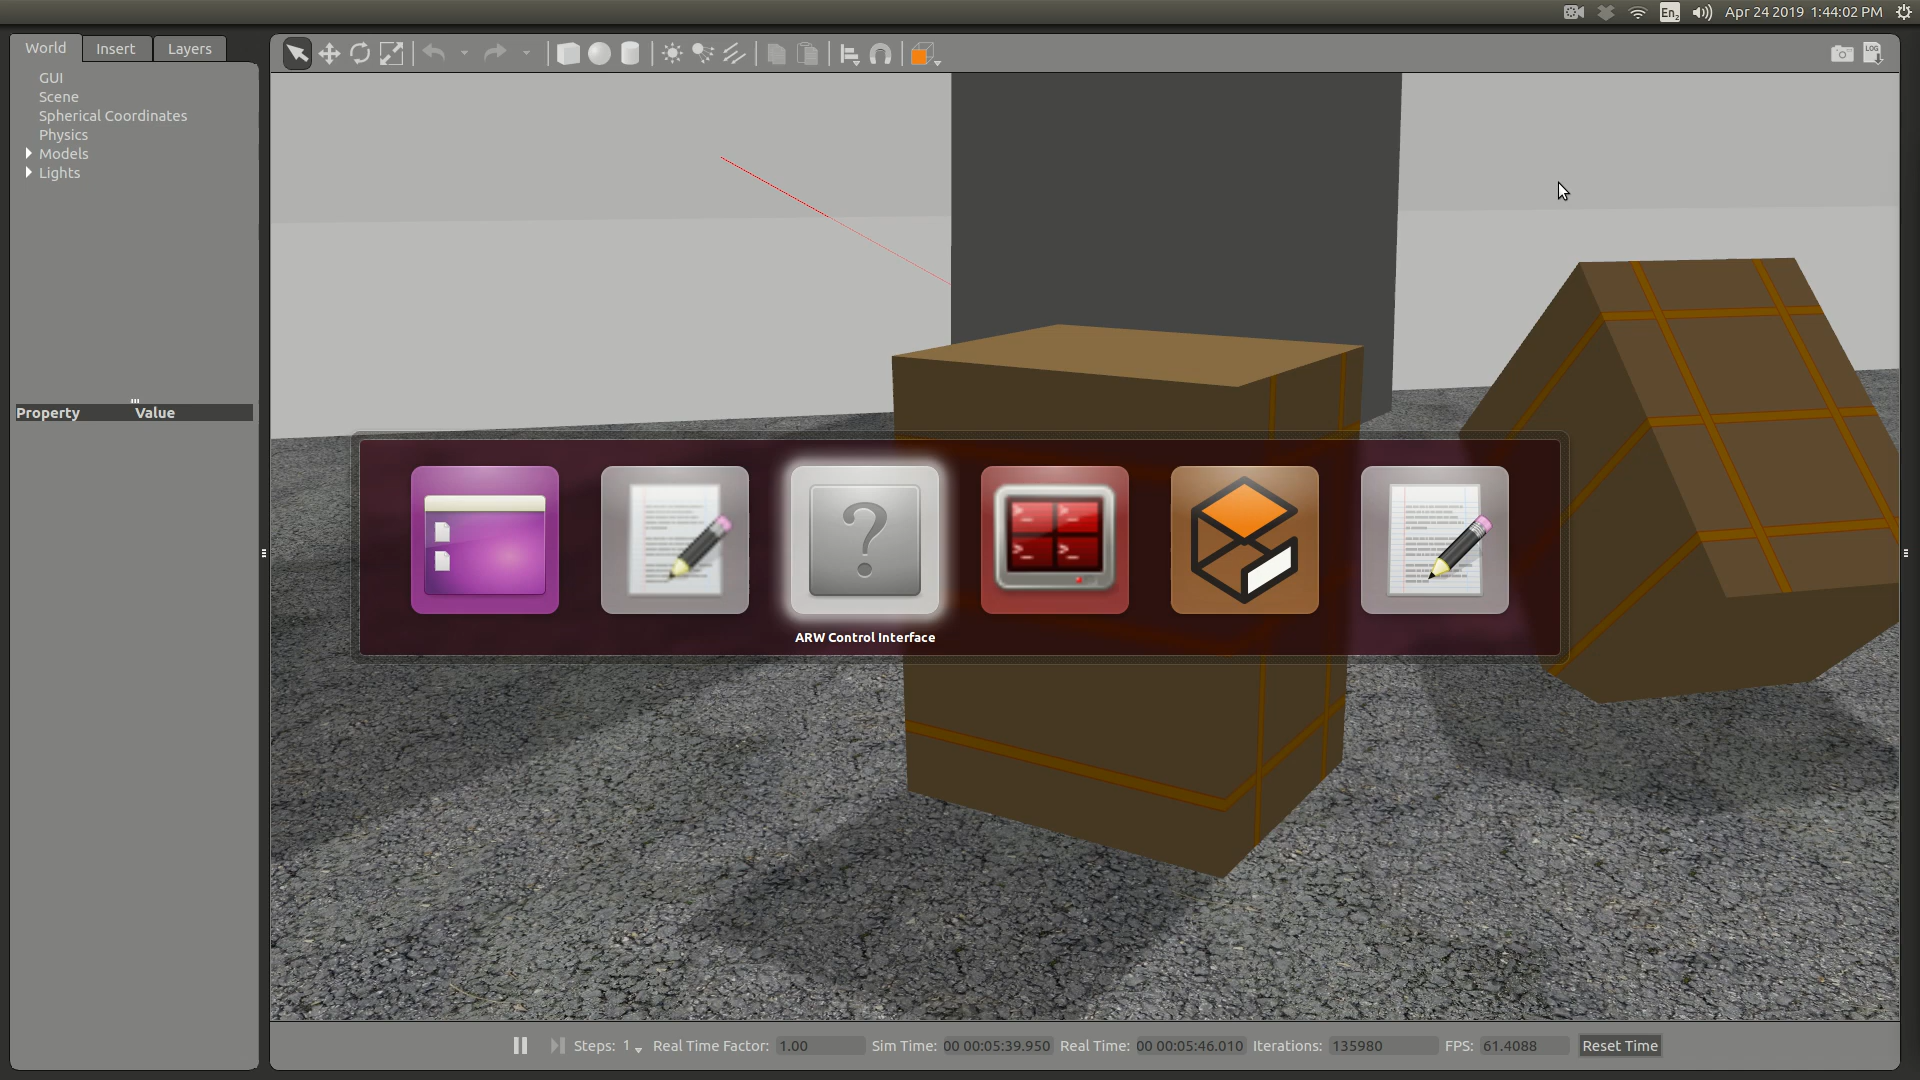 En2 Apr 24 2019 1:44:02 PM
World Insert Layers
LOG
GUI
Scene
Spherical Coordinates
Physics
Models
Lights
Property Value
ARW Control Interface
Steps: 1 Real Time Factor: 1.00 Sim Time: 00 00:05:39.950 Real Time: 00 00:05:46.010 Iterations: 135980 FPS: 61.4088 Reset Time